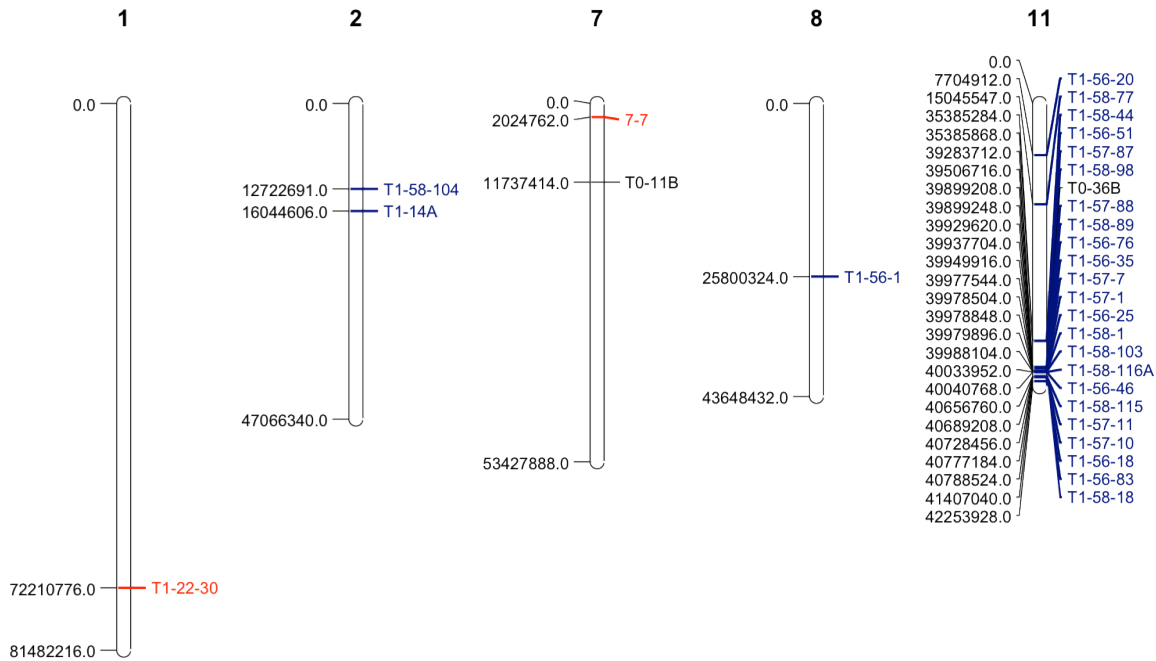 1
2
7
8
11
0.0
72210776.0 T1-22-30
81482216.0
0.0
12722691.0 T1-58-104
16044606.0 T1-14A
47066340.0
0.0
2024762.0 7-7
11737414.0 T0-11B
53427888.0
0.0
25800324.0 T1-56-1
43648432.0
0.0
7704912.0 T1-56-20
15045547.0 T1-58-77
35385284.0 T1-58-44
35385868.0 T1-56-51
39283712.0 T1-57-87
39506716.0 T1-58-98
39899208.0 T0-36B
39899248.0 T1-57-88
39929620.0 T1-58-89
39937704.0 T1-56-76
39949916.0 T1-56-35
39977544.0 T1-57-7
39978504.0 T1-57-1
39978848.0 T1-56-25
39979896.0 T1-58-1
39988104.0 T1-58-103
40033952.0 T1-58-116A
40040768.0 T1-56-46
40656760.0 T1-58-115
40689208.0 T1-57-11
40728456.0 T1-57-10
40777184.0 T1-56-18
40788524.0 T1-56-83
41407040.0 T1-58-18
42253928.0